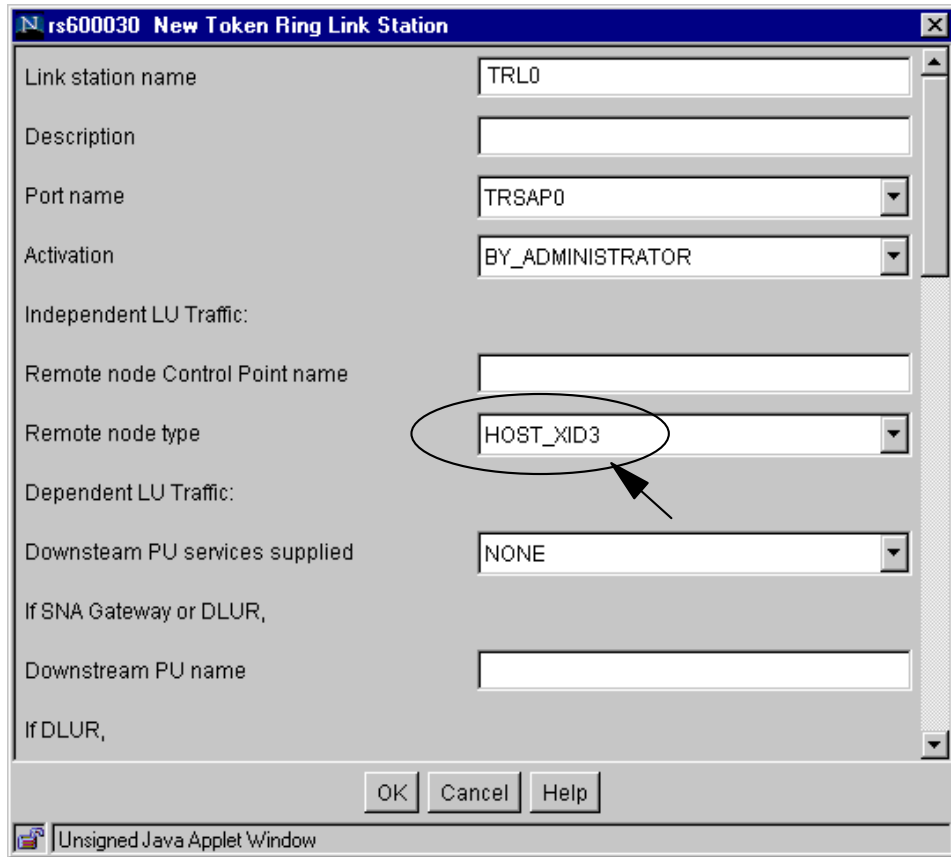 rs600030 New Token Ring Link Station
Link station name TRL0
Description
Port name TRSAP0
Activation BY_ADMINISTRATOR
Independent LU Traffic:
Remote node Control Point name
Remote node type HOST_XID3
Dependent LU Traffic:
Downsteam PU services supplied NONE
If SNA Gateway or DLUR,
Downstream PU name
If DLUR,
OK Cancel Help
Unsigned Java Applet Window